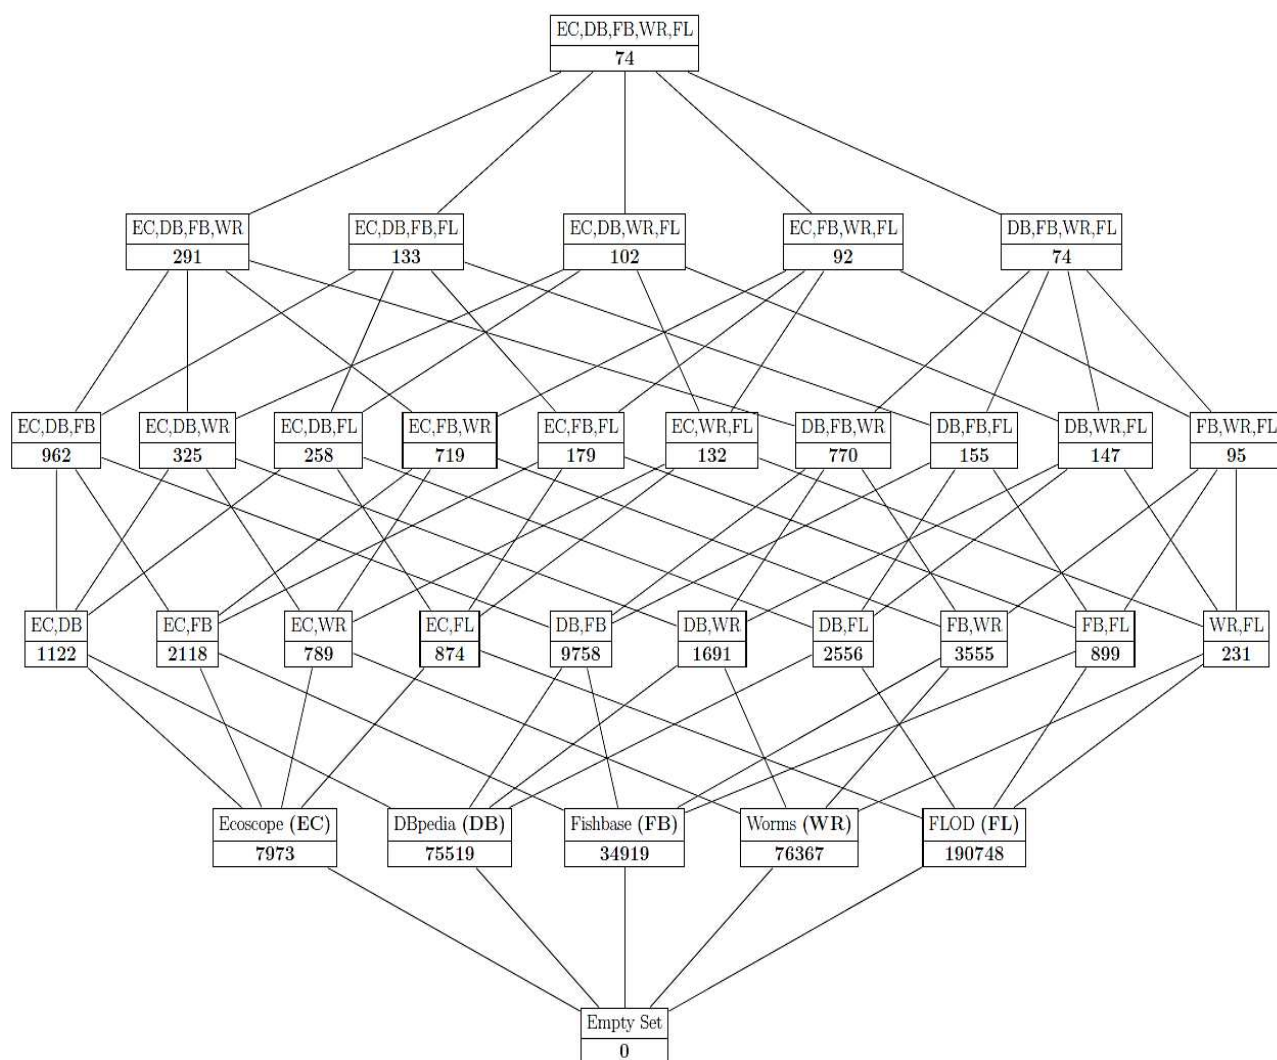 EC,DB,FB,WR,FL
74
EC,DB,FB,WR
291
EC,DB,FB,FL
133
EC,DB,WR,FL
102
EC,FB,WR,FL
92
DB,FB,WR,FL
74
EC,DB,FB
962
EC,DB,WR
325
EC,DB,FL
258
EC,FB,WR
719
EC,FB,FL
179
EC,WR,FL
132
DB,FB,WR
770
DB,FB,FL
155
DB,WR,FL
147
FB,WR,FL
95
EC,DB
1122
EC,FB
2118
EC,WR
789
EC,FL
874
DB,FB
9758
DB,WR
1691
DB,FL
2556
FB,WR
3555
FB,FL
899
WR,FL
231
Ecoscope (EC)
7973
DBpedia (DB)
75519
Fishbase (FB)
34919
Worms (WR)
76367
FLOD (FL)
190748
Empty Set
0